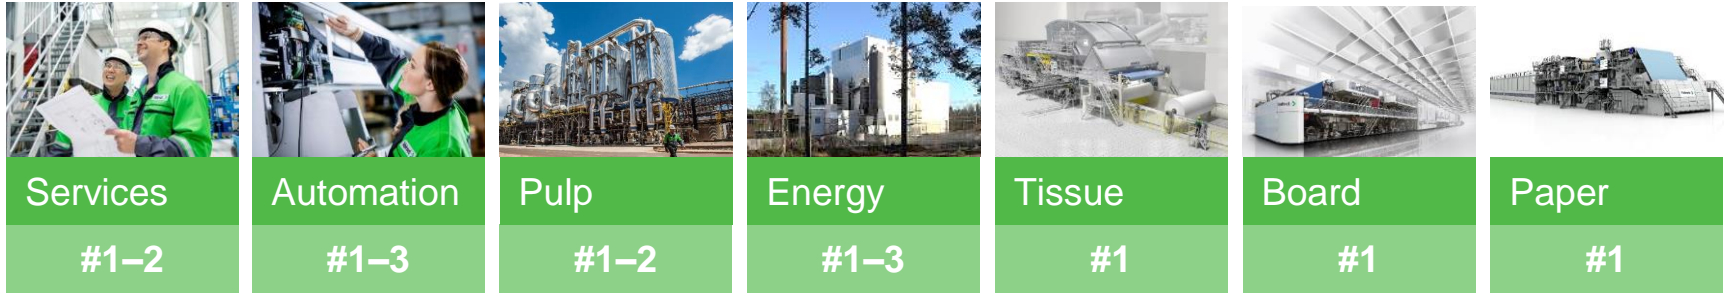 Services
Automation
Pulp
Energy
Tissue
Board
Paper
#1–2
#1–3
#1–2
#1–3
#1
#1
#1